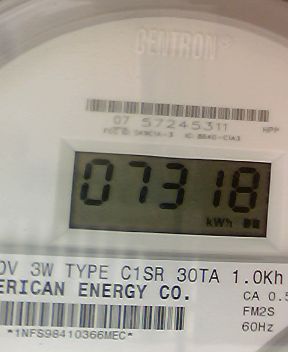 CENTRON
07 57245311 HPP
07318
kWh
0V 3W TYPE C1SR 30TA 1.0Kh
ERICAN ENERGY CO.
CA 0.5
FM2S
60Hz
*1NFS98410366MEC*